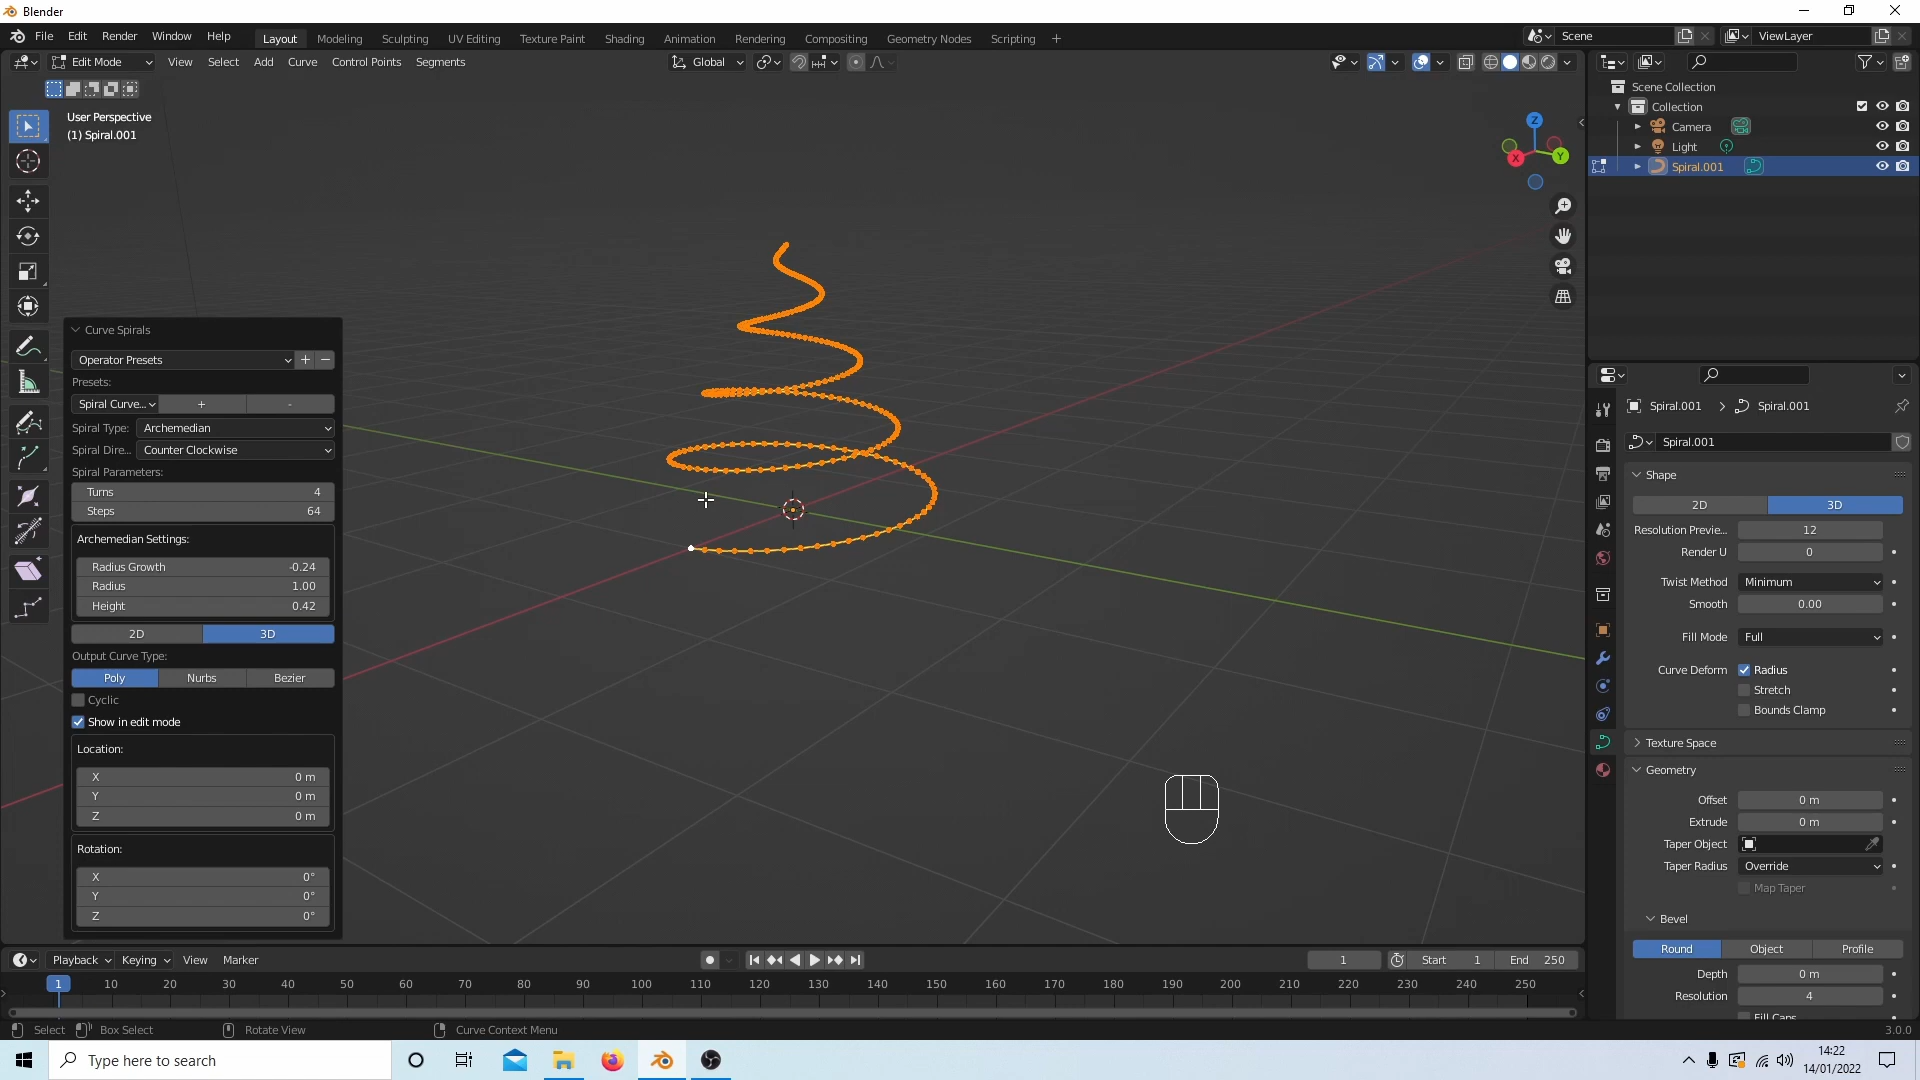 Blender
File Edit Render Window Help
Layout Modeling Sculpting UV Editing Texture Paint Shading Animation Rendering Compositing Geometry Nodes Scripting +
Scene
ViewLayer
Edit Mode View Select Add Curve Control Points Segments
Global
User Perspective
(1) Spiral.001
Z
X
Y
Scene Collection
Collection
Camera
Light
Spiral.001
Curve Spirals
Operator Presets + −
Presets:
Spiral Curve... + -
Spiral Type: Archemedian
Spiral Dire... Counter Clockwise
Spiral Parameters:
Turns 4
Steps 64
Archemedian Settings:
Radius Growth -0.24
Radius 1.00
Height 0.42
2D 3D
Output Curve Type:
Poly Nurbs Bezier
Cyclic
Show in edit mode
Location:
X 0 m
Y 0 m
Z 0 m
Rotation:
X 0°
Y 0°
Z 0°
Spiral.001 > Spiral.001
Spiral.001
Shape
2D 3D
Resolution Previe... 12
Render U 0
Twist Method Minimum
Smooth 0.00
Fill Mode Full
Curve Deform Radius
Stretch
Bounds Clamp
Texture Space
Geometry
Offset 0 m
Extrude 0 m
Taper Object
Taper Radius Override
Map Taper
Bevel
Round Object Profile
Depth 0 m
Resolution 4
Fill Caps
Playback Keying View Marker
1 Start 1 End 250
1 10 20 30 40 50 60 70 80 90 100 110 120 130 140 150 160 170 180 190 200 210 220 230 240 250
Select Box Select Rotate View Curve Context Menu
3.0.0
Type here to search
14:22
14/01/2022